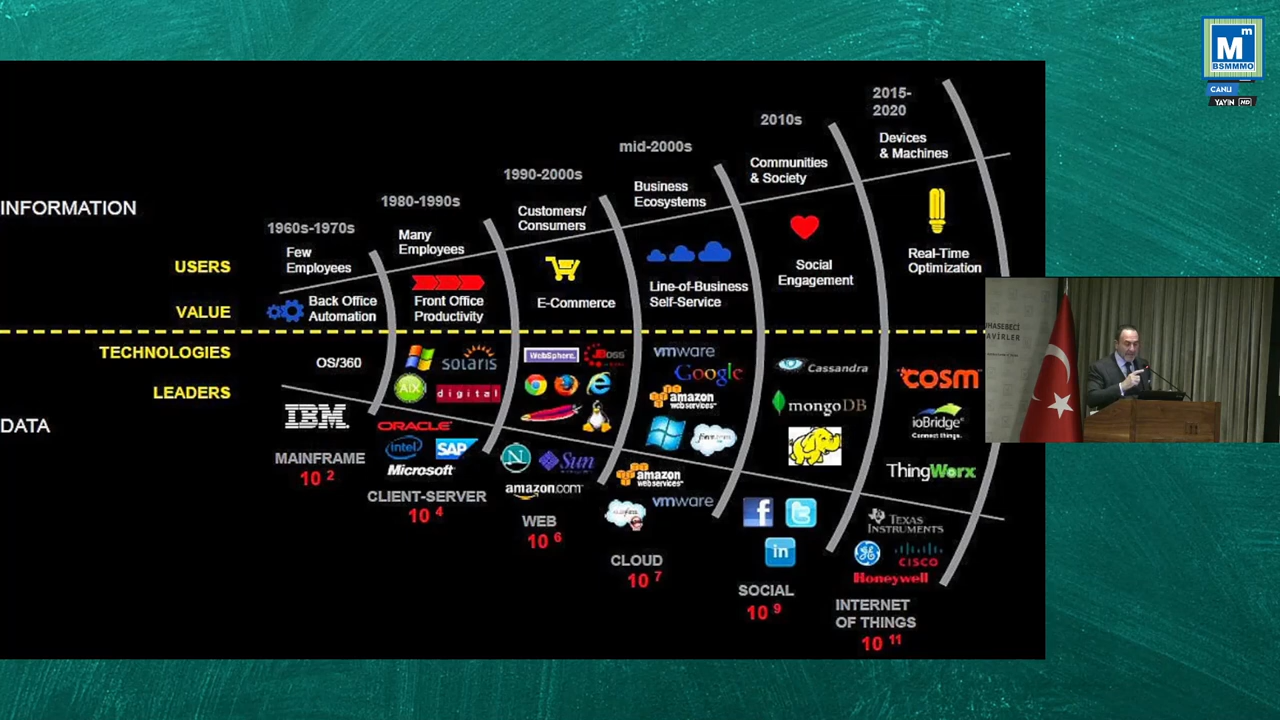 M m
BSMMMO
CANLI
YAYIN HD
2015-
2020
2010s
mid-2000s
1990-2000s
1980-1990s
1960s-1970s
INFORMATION
USERS
Few
Employees
Many
Employees
Customers/
Consumers
Business
Ecosystems
Communities
& Society
Devices
& Machines
VALUE
Back Office
Automation
Front Office
Productivity
E-Commerce
Line-of-Business
Self-Service
Social
Engagement
Real-Time
Optimization
TECHNOLOGIES
OS/360
solaris
AIX
digital
WebSphere.
JBoss
vmware
Google
amazon
webservices
Cassandra
mongoDB
COSM
ioBridge
Connect things.
ThingWorx
LEADERS
DATA
IBM
ORACLE
intel
SAP
Microsoft
N
Sun
amazon.com
amazon
webservices
vmware
f
t
in
TEXAS
INSTRUMENTS
GE
CISCO
Honeywell
MAINFRAME
10 2
CLIENT-SERVER
10 4
WEB
10 6
CLOUD
10 7
SOCIAL
10 9
INTERNET
OF THINGS
10 11